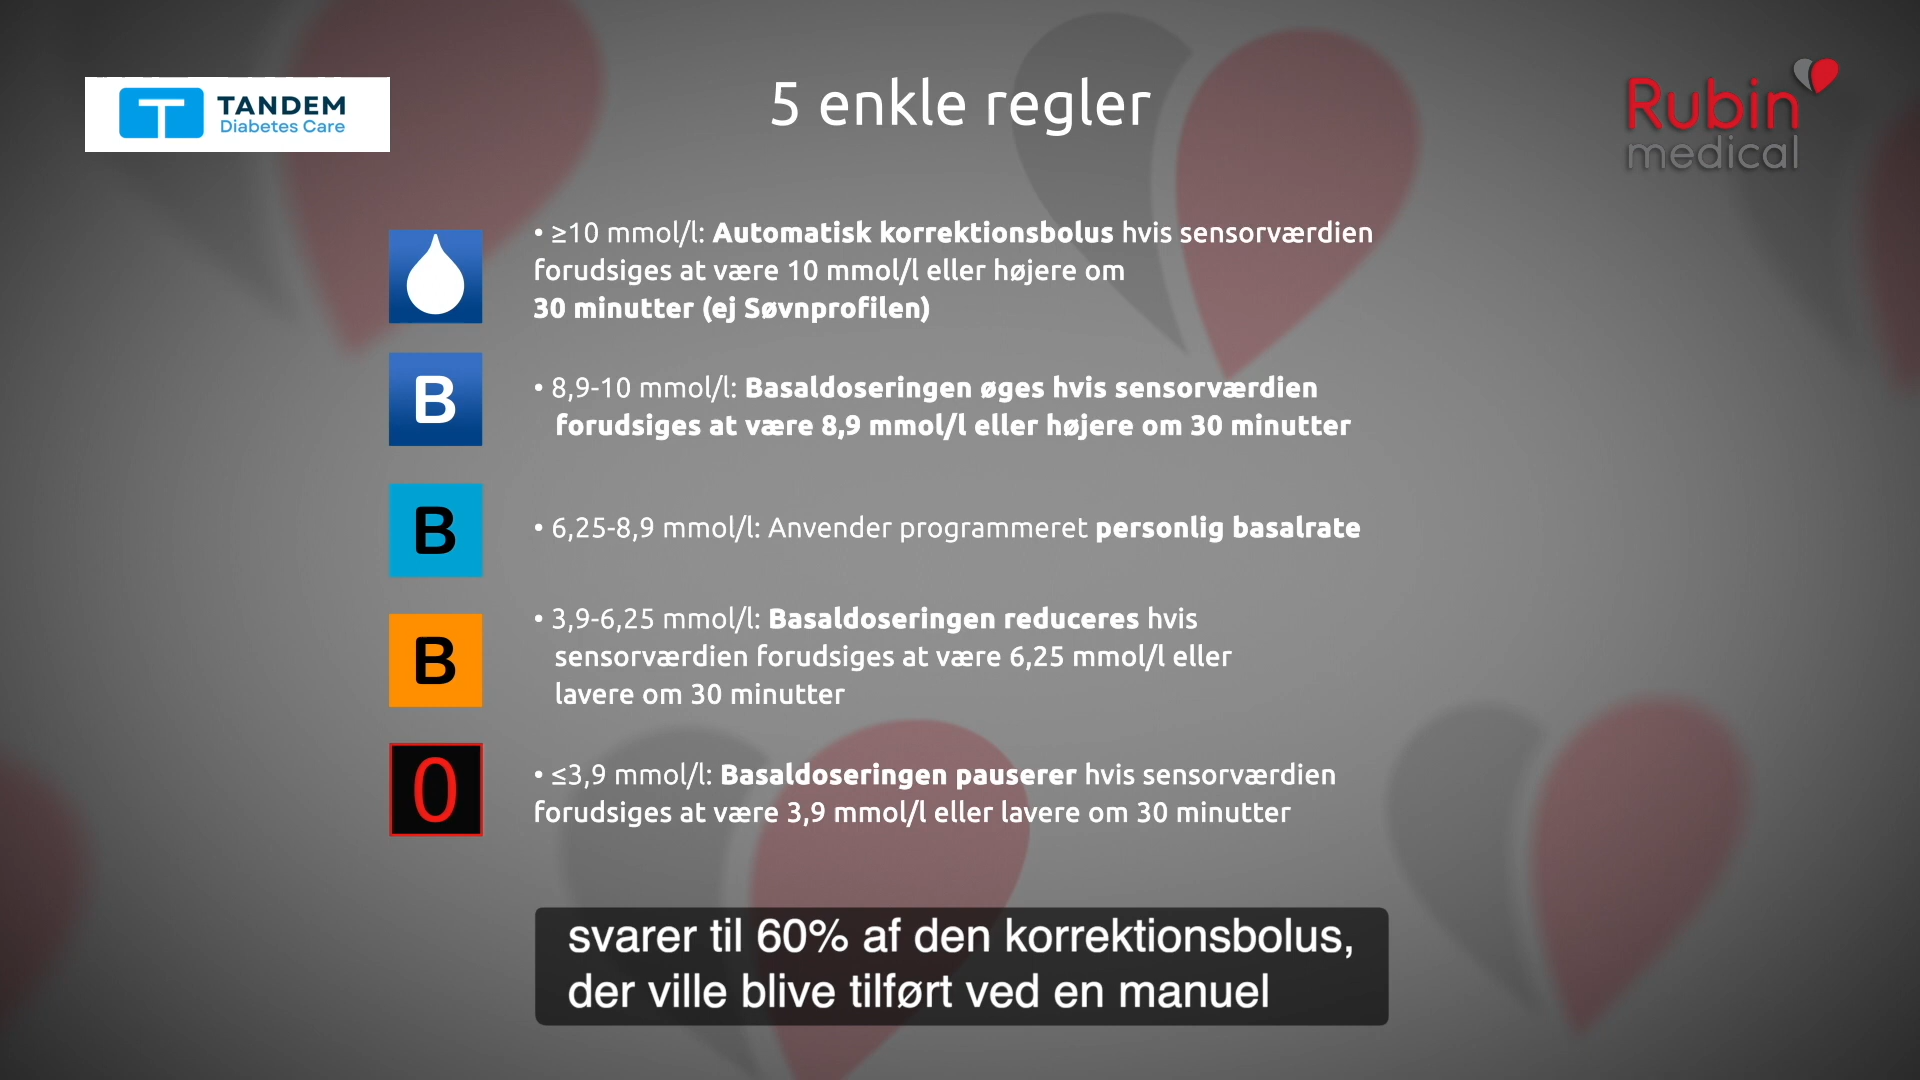 TANDEM
Diabetes Care
5 enkle regler
Rubin
medical
• ≥10 mmol/l: Automatisk korrektionsbolus hvis sensorværdien
forudsiges at være 10 mmol/l eller højere om
30 minutter (ej Søvnprofilen)
B
• 8,9-10 mmol/l: Basaldoseringen øges hvis sensorværdien
forudsiges at være 8,9 mmol/l eller højere om 30 minutter
B
• 6,25-8,9 mmol/l: Anvender programmeret personlig basalrate
B
• 3,9-6,25 mmol/l: Basaldoseringen reduceres hvis
sensorværdien forudsiges at være 6,25 mmol/l eller
lavere om 30 minutter
0
• ≤3,9 mmol/l: Basaldoseringen pauserer hvis sensorværdien
forudsiges at være 3,9 mmol/l eller lavere om 30 minutter
svarer til 60% af den korrektionsbolus,
der ville blive tilført ved en manuel